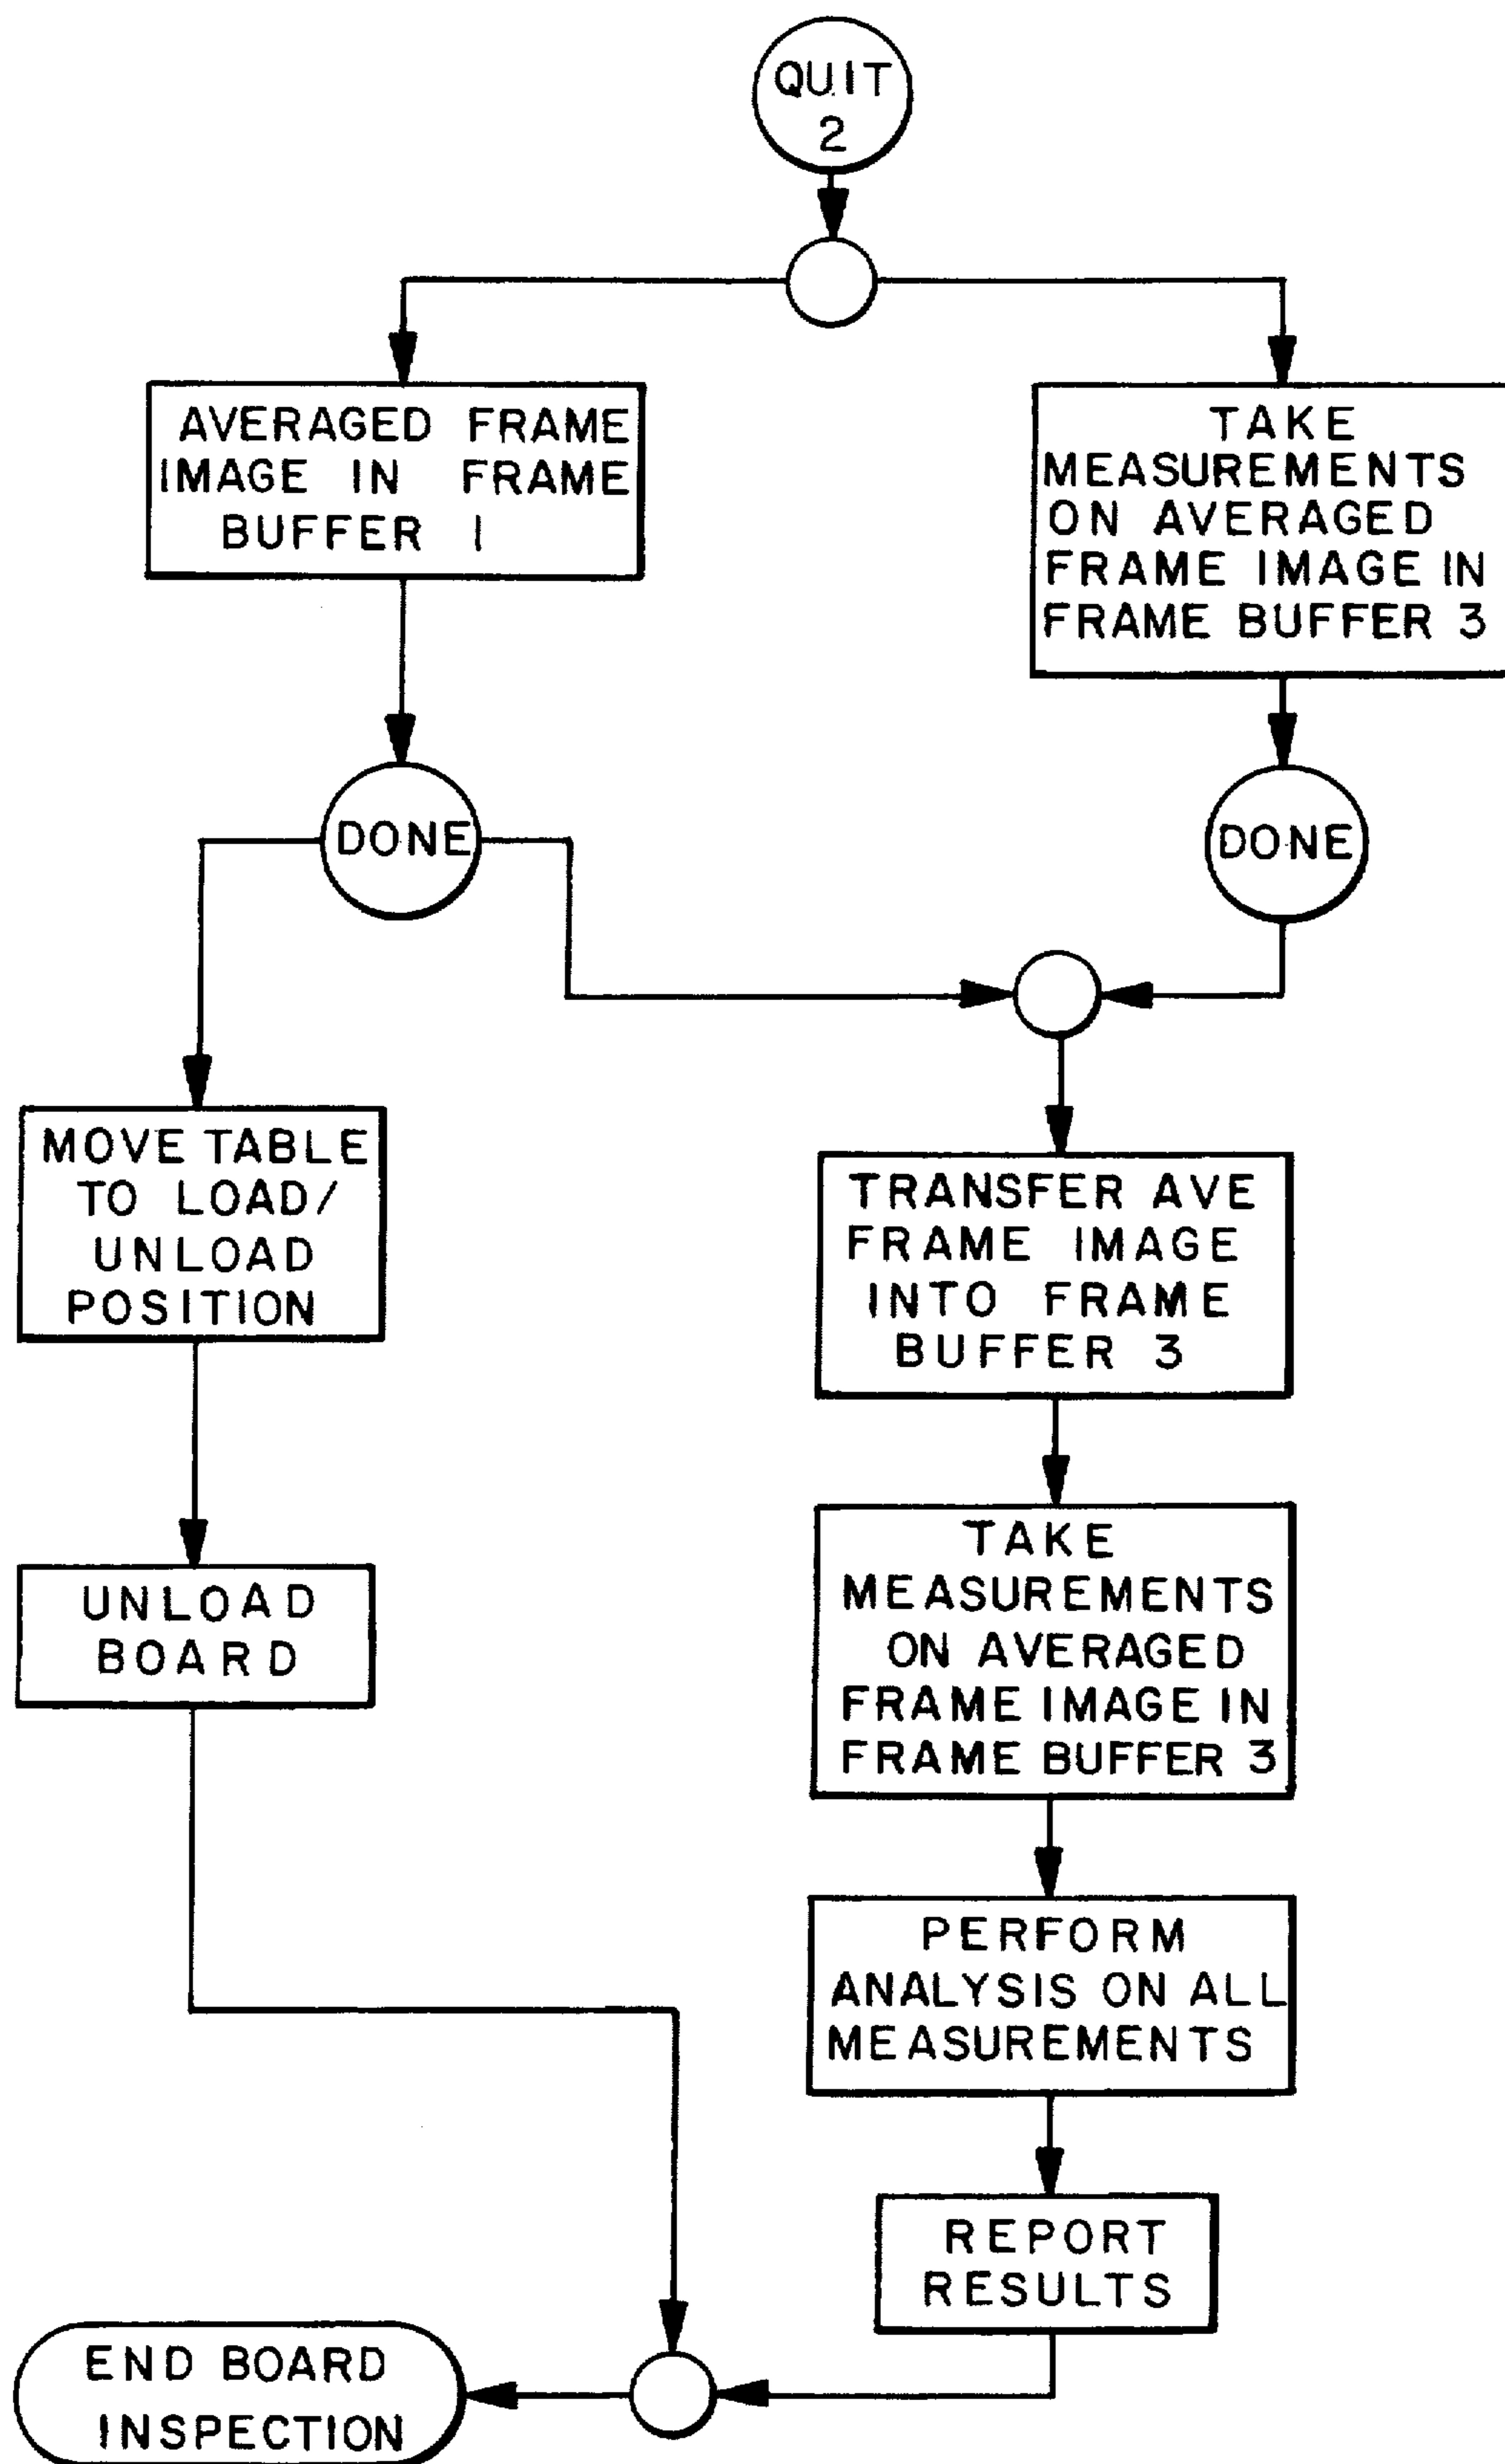 QUIT
2
AVERAGED FRAME
IMAGE IN FRAME
BUFFER 1
TAKE
MEASUREMENTS
ON AVERAGED
FRAME IMAGE IN
FRAME BUFFER 3
DONE
DONE
MOVE TABLE
TO LOAD/
UNLOAD
POSITION
TRANSFER AVE
FRAME IMAGE
INTO FRAME
BUFFER 3
UNLOAD
BOARD
TAKE
MEASUREMENTS
ON AVERAGED
FRAME IMAGE IN
FRAME BUFFER 3
PERFORM
ANALYSIS ON ALL
MEASUREMENTS
REPORT
RESULTS
END BOARD
INSPECTION